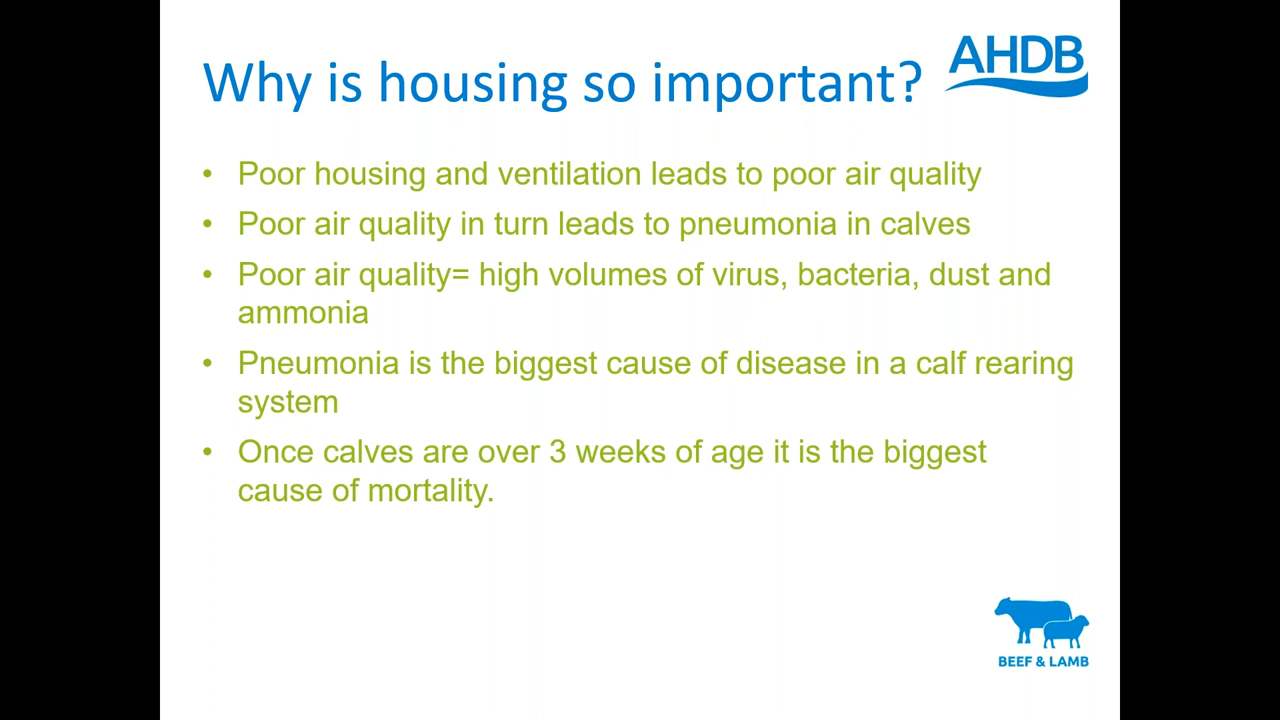 Why is housing so important?
AHDB
• Poor housing and ventilation leads to poor air quality
• Poor air quality in turn leads to pneumonia in calves
• Poor air quality= high volumes of virus, bacteria, dust and
ammonia
• Pneumonia is the biggest cause of disease in a calf rearing
system
• Once calves are over 3 weeks of age it is the biggest
cause of mortality.
BEEF & LAMB